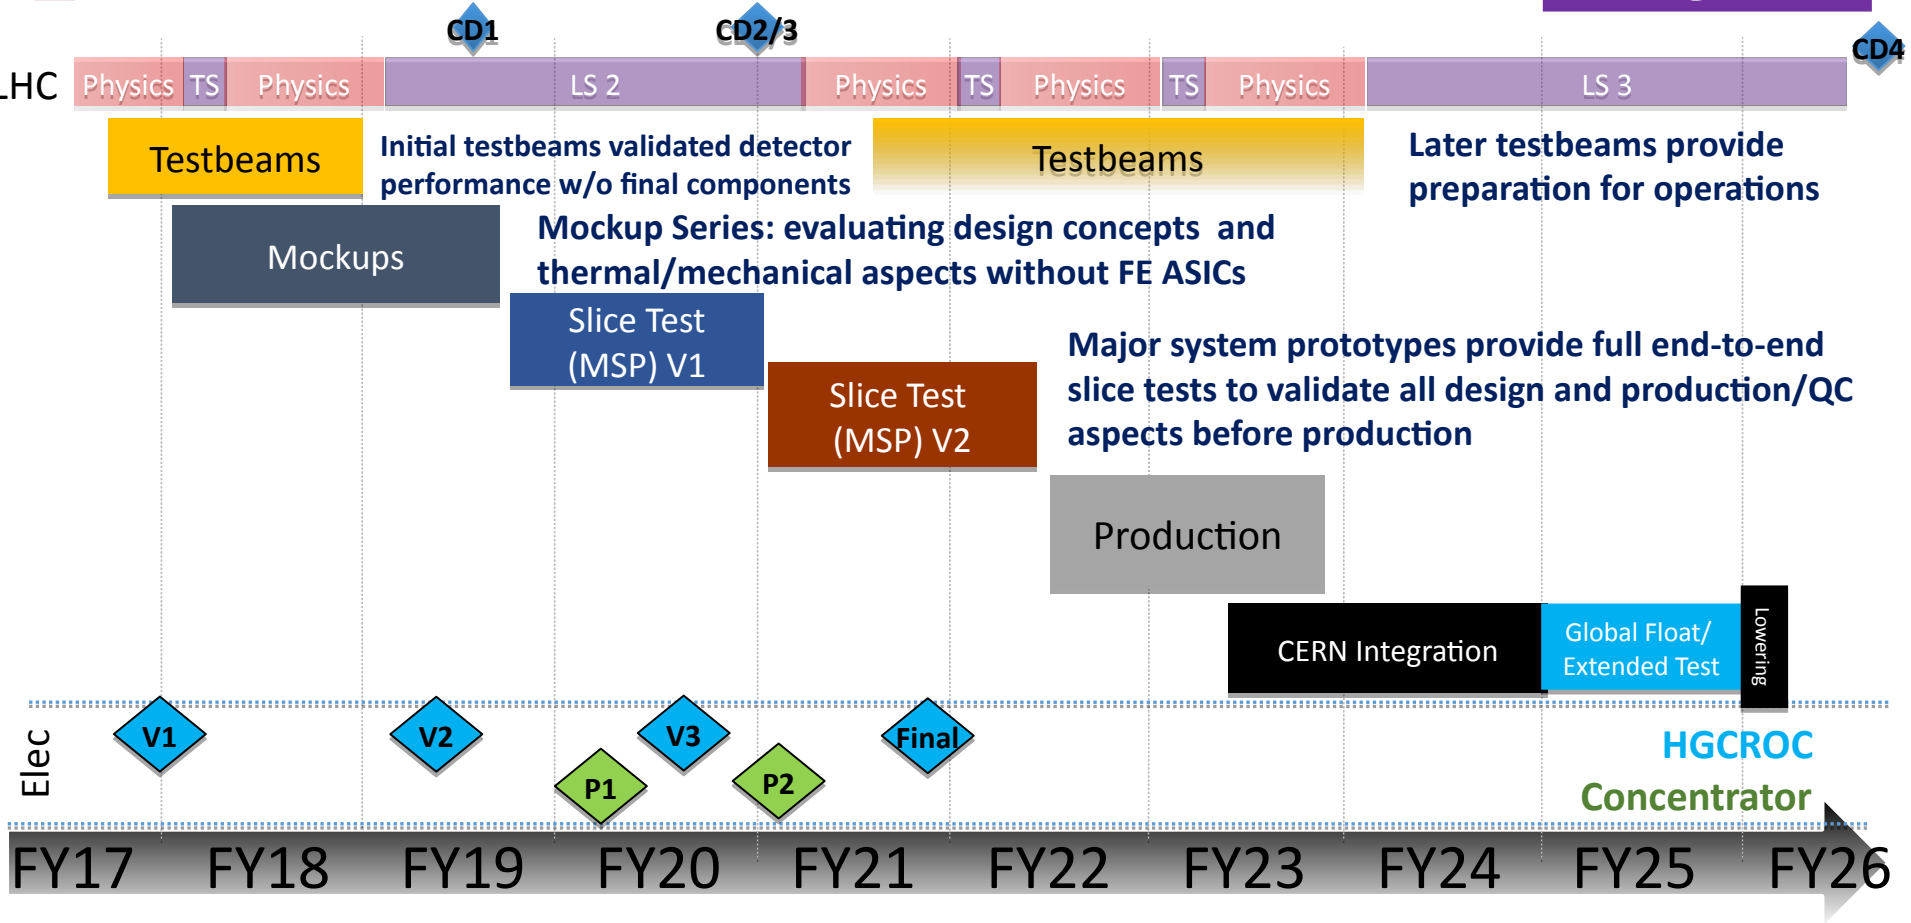 CD1 CD2/3 CD4
LHC Physics TS Physics LS 2 Physics TS Physics TS Physics LS 3
Testbeams
Initial testbeams validated detector
performance w/o final components
Testbeams
Later testbeams provide
preparation for operations
Mockups
Mockup Series: evaluating design concepts and
thermal/mechanical aspects without FE ASICs
Slice Test
(MSP) V1
Slice Test
(MSP) V2
Major system prototypes provide full end-to-end
slice tests to validate all design and production/QC
aspects before production
Production
CERN Integration
Global Float/
Extended Test
Lowering
Elec
V1 V2 V3 Final
HGCROC
P1 P2
Concentrator
FY17 FY18 FY19 FY20 FY21 FY22 FY23 FY24 FY25 FY26